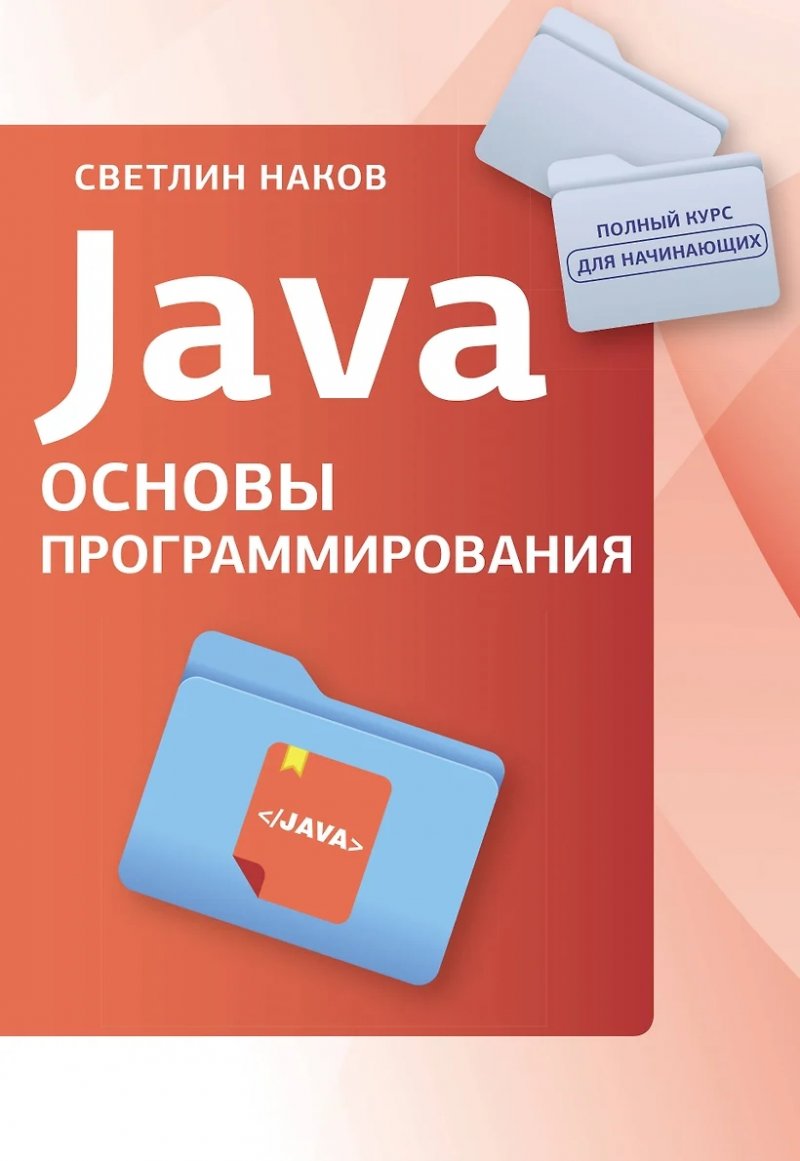 СВЕТЛИН НАКОВ
ПОЛНЫЙ КУРС
ДЛЯ НАЧИНАЮЩИХ
Java
ОСНОВЫ
ПРОГРАММИРОВАНИЯ
</JAVA>